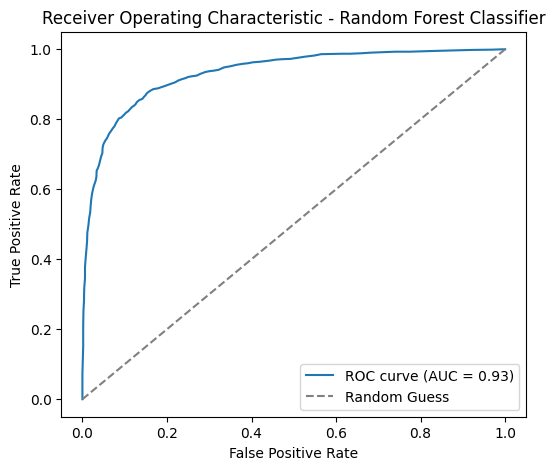 Receiver Operating Characteristic - Random Forest Classifier
True Positive Rate
1.0
0.8
0.6
0.4
0.2
0.0
ROC curve (AUC = 0.93)
Random Guess
0.0 0.2 0.4 0.6 0.8 1.0
False Positive Rate